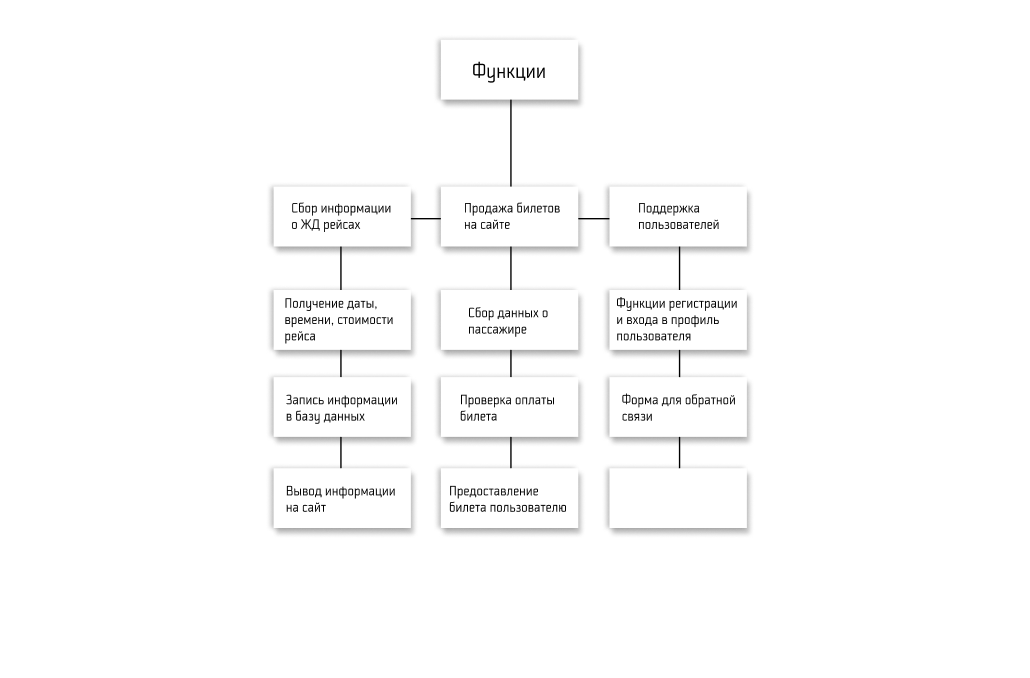 Функции
Сбор информации
о ЖД рейсах
Продажа билетов
на сайте
Поддержка
пользователей
Получение даты,
времени, стоимости
рейса
Сбор данных о
пассажире
Функции регистрации
и входа в профиль
пользователя
Запись информации
в базу данных
Проверка оплаты
билета
Форма для обратной
связи
Вывод информации
на сайт
Предоставление
билета пользователю